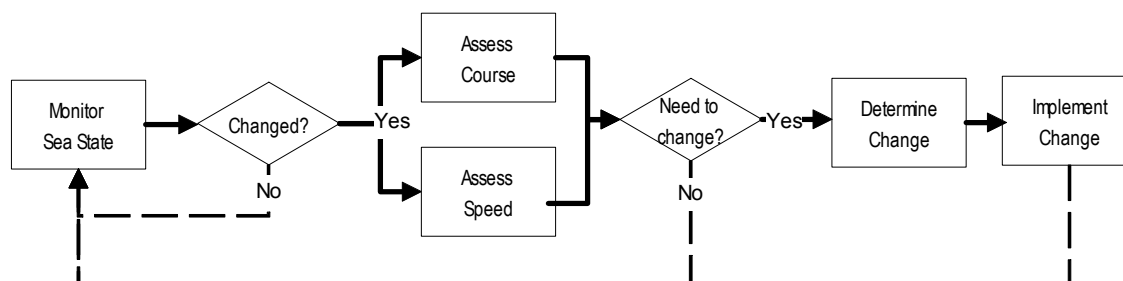 Monitor
Sea State
Changed?
Yes
No
Assess
Course
Assess
Speed
Need to
change?
Yes
No
Determine
Change
Implement
Change